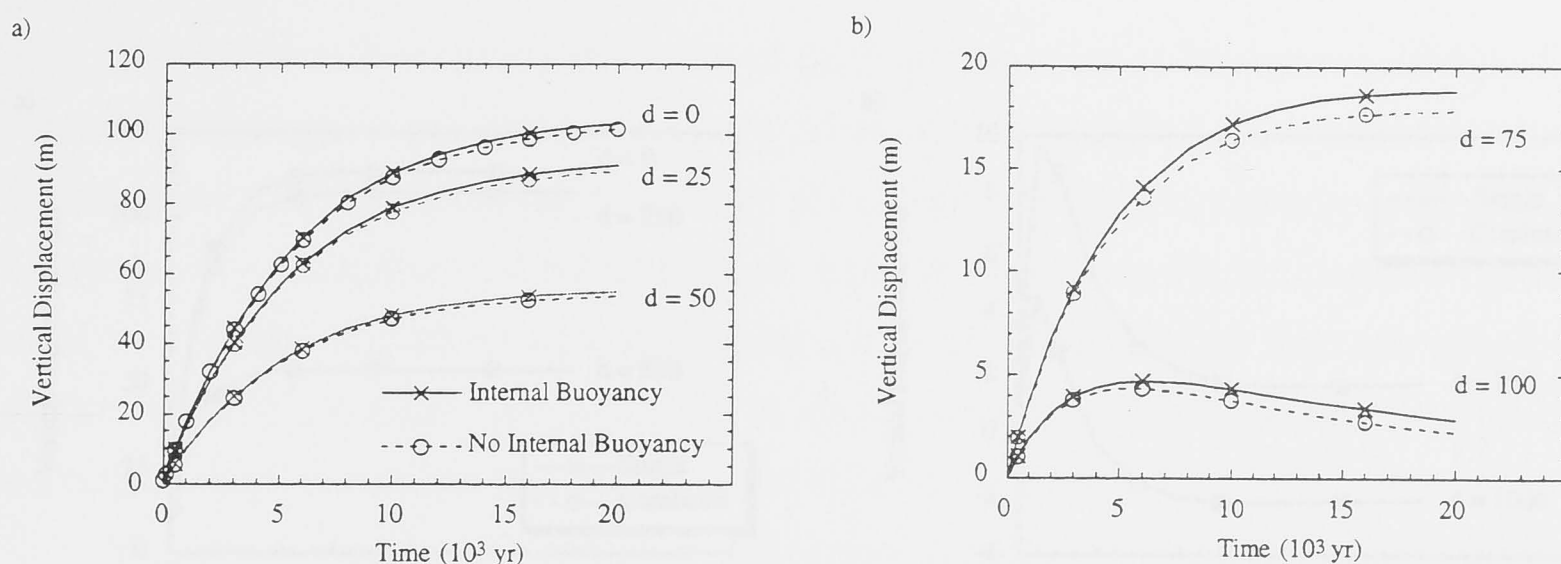 a)
Vertical Displacement (m)
120
100
80
60
40
20
0
d = 0
d = 25
d = 50
Internal Buoyancy
No Internal Buoyancy
0 5 10 15 20
Time (10³ yr)
b)
Vertical Displacement (m)
20
15
10
5
0
d = 75
d = 100
0 5 10 15 20
Time (10³ yr)